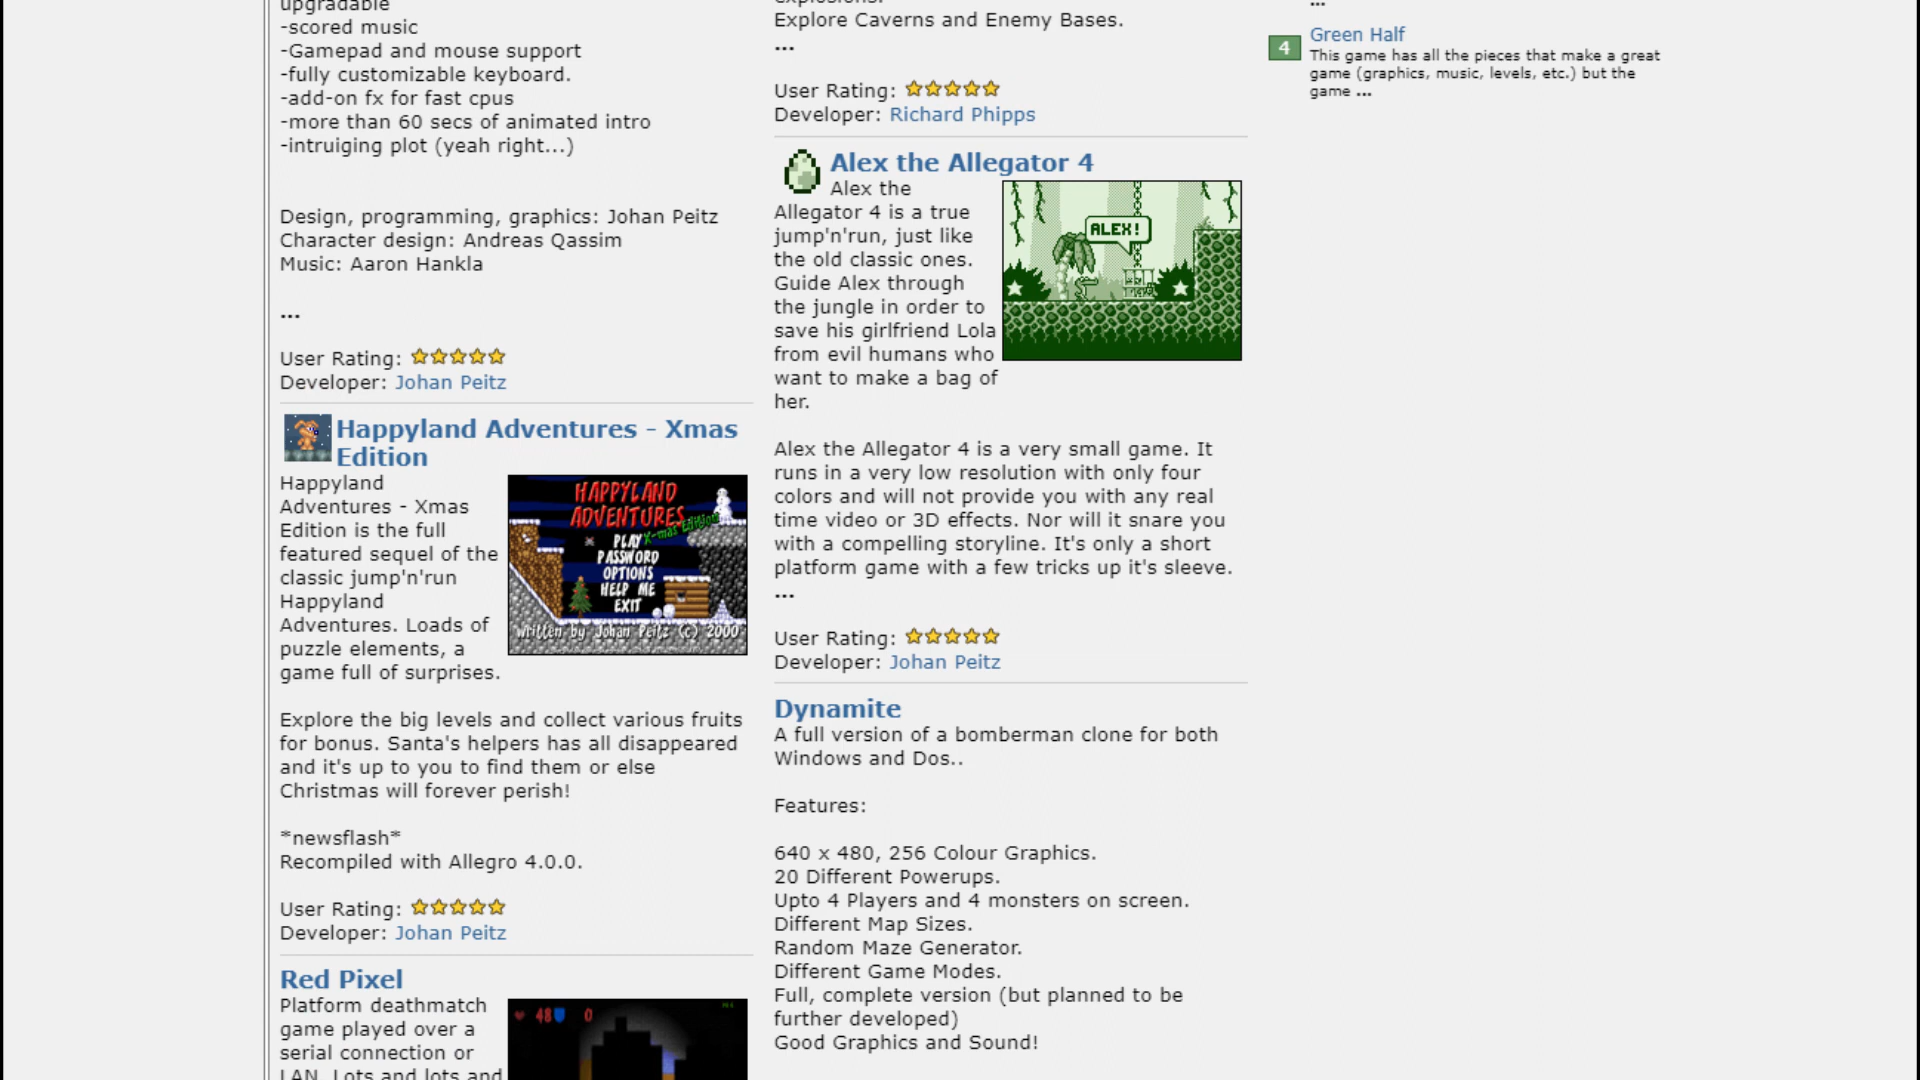 upgradable
-scored music
-Gamepad and mouse support
-fully customizable keyboard.
-add-on fx for fast cpus
-more than 60 secs of animated intro
-intruiging plot (yeah right...)
Design, programming, graphics: Johan Peitz
Character design: Andreas Qassim
Music: Aaron Hankla
...
User Rating:
Developer: Johan Peitz
Happyland Adventures - Xmas
Edition
Happyland
Adventures - Xmas
Edition is the full
featured sequel of the
classic jump'n'run
Happyland
Adventures. Loads of
puzzle elements, a
game full of surprises.
HAPPYLAND
ADVENTURES
X-mas Edition
PLAY
PASSWORD
OPTIONS
HELP ME
EXIT
Written by Johan Peitz (c) 2000
Explore the big levels and collect various fruits
for bonus. Santa's helpers has all disappeared
and it's up to you to find them or else
Christmas will forever perish!
*newsflash*
Recompiled with Allegro 4.0.0.
User Rating:
Developer: Johan Peitz
Red Pixel
Platform deathmatch
game played over a
serial connection or
LAN. Lots and lots and
48 0
explosions.
Explore Caverns and Enemy Bases.
...
User Rating:
Developer: Richard Phipps
Alex the Allegator 4
Alex the
Allegator 4 is a true
jump'n'run, just like
the old classic ones.
Guide Alex through
the jungle in order to
save his girlfriend Lola
from evil humans who
want to make a bag of
her.
ALEX!
Alex the Allegator 4 is a very small game. It
runs in a very low resolution with only four
colors and will not provide you with any real
time video or 3D effects. Nor will it snare you
with a compelling storyline. It's only a short
platform game with a few tricks up it's sleeve.
...
User Rating:
Developer: Johan Peitz
Dynamite
A full version of a bomberman clone for both
Windows and Dos..
Features:
640 x 480, 256 Colour Graphics.
20 Different Powerups.
Upto 4 Players and 4 monsters on screen.
Different Map Sizes.
Random Maze Generator.
Different Game Modes.
Full, complete version (but planned to be
further developed)
Good Graphics and Sound!
...
4
Green Half
This game has all the pieces that make a great
game (graphics, music, levels, etc.) but the
game ...